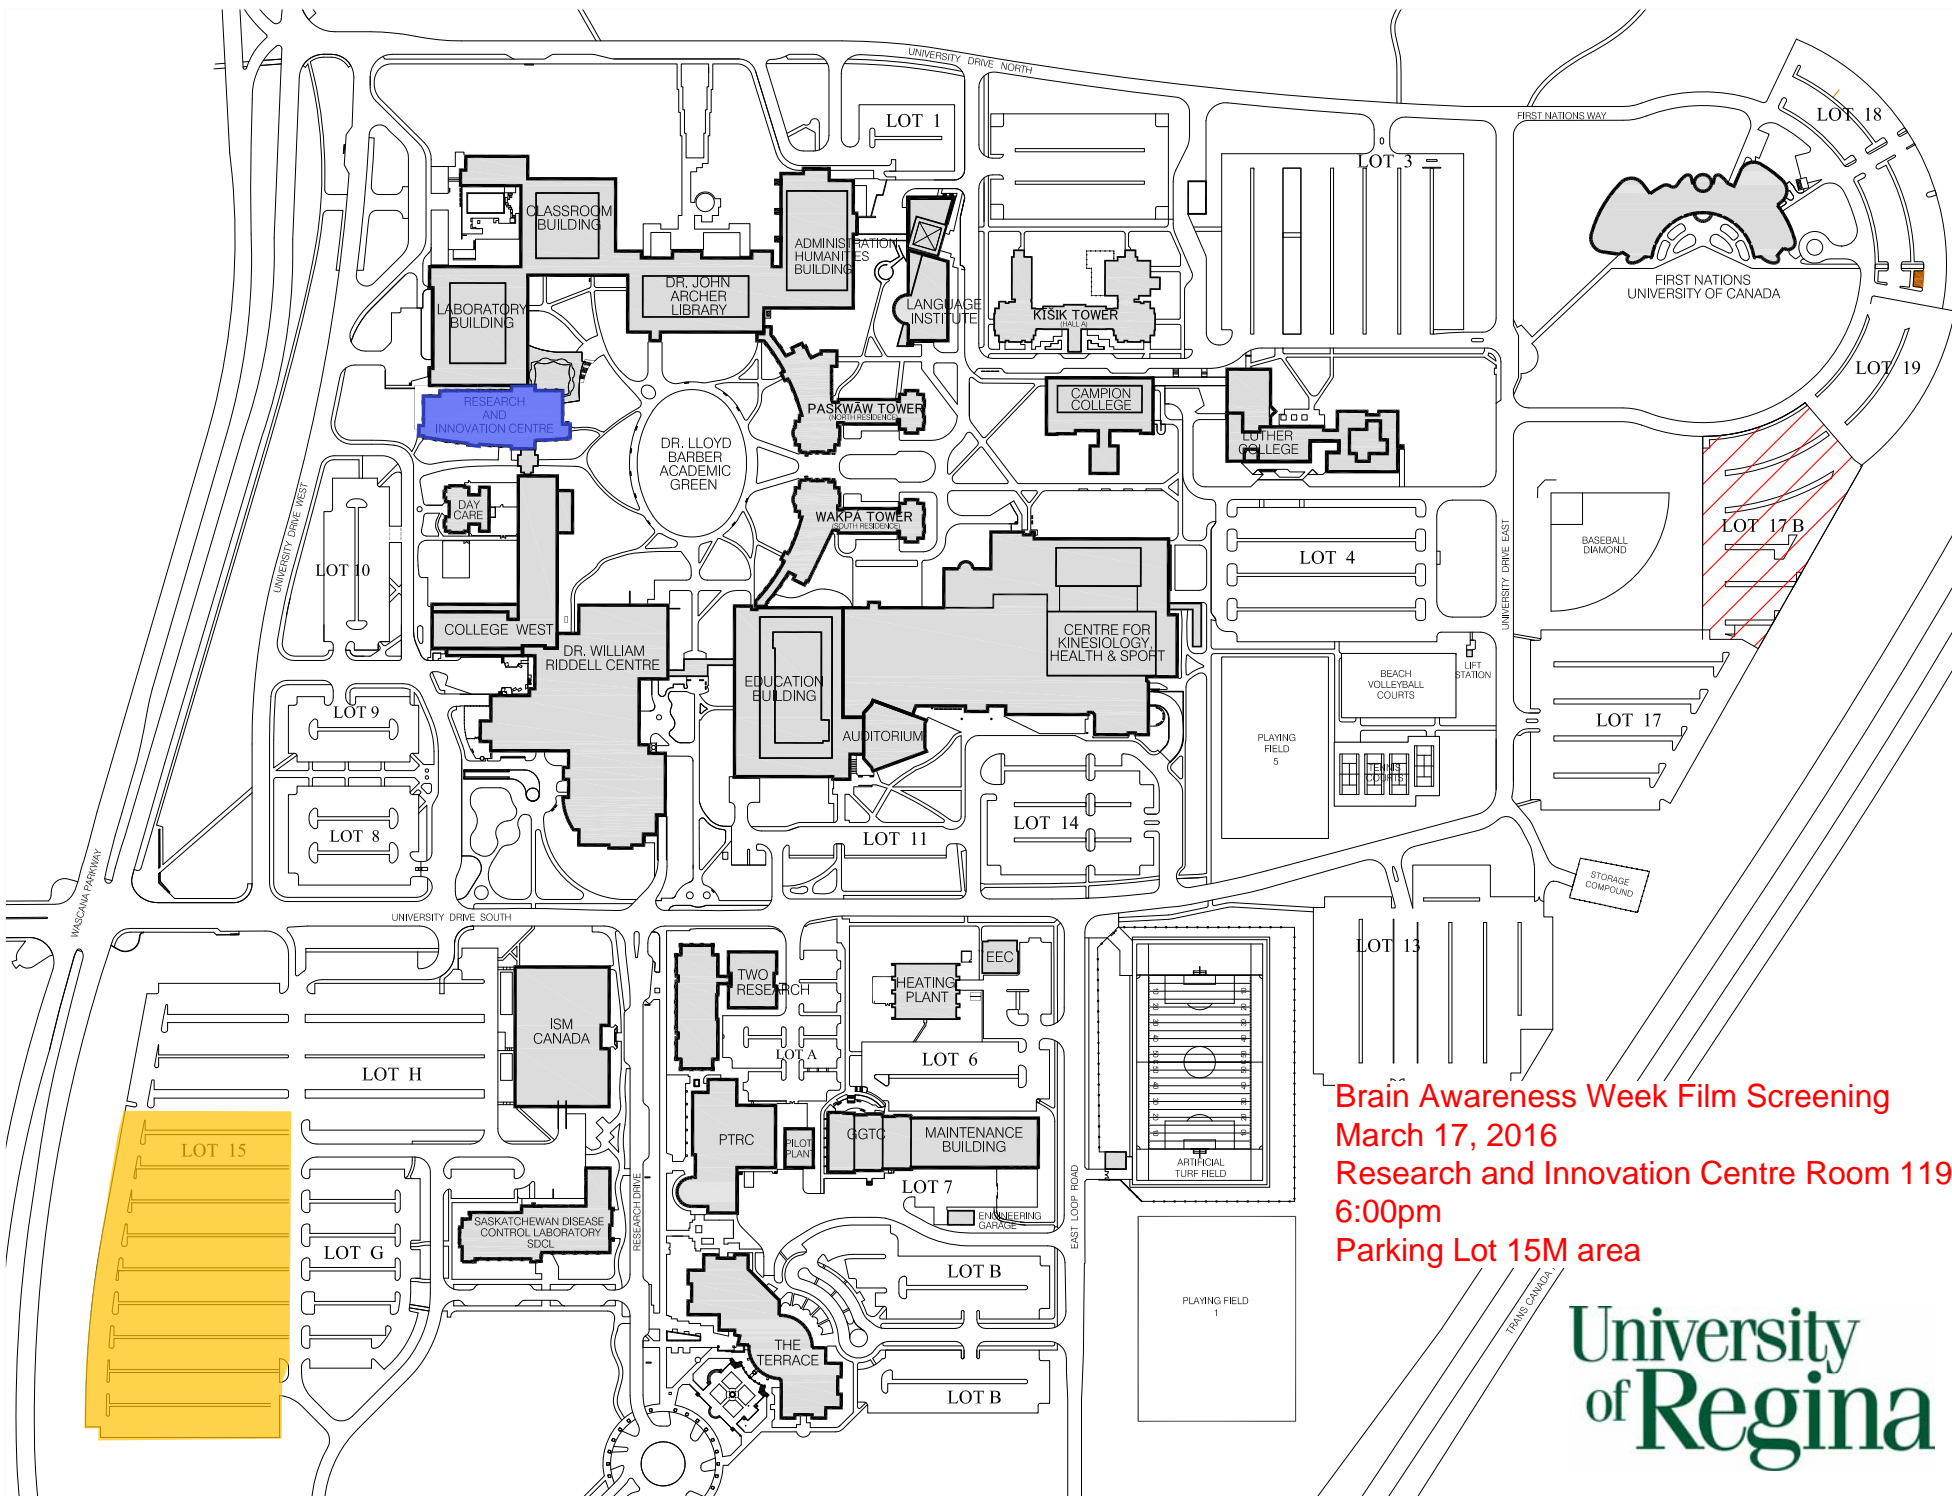 UNIVERSITY DRIVE NORTH
FIRST NATIONS WAY
LOT 18
LOT 1
LOT 3
CLASSROOM
BUILDING
ADMINISTRATION
HUMANITIES
BUILDING
DR. JOHN
ARCHER
LIBRARY
LABORATORY
BUILDING
LANGUAGE
INSTITUTE
KĪSIK TOWER
(HALL A)
FIRST NATIONS
UNIVERSITY OF CANADA
LOT 19
RESEARCH
AND
INNOVATION CENTRE
PASKWĀW TOWER
(NORTH RESIDENCE)
CAMPION
COLLEGE
LUTHER
COLLEGE
DR. LLOYD
BARBER
ACADEMIC
GREEN
DAY
CARE
WAKPÁ TOWER
(SOUTH RESIDENCE)
UNIVERSITY DRIVE WEST
LOT 10
LOT 4
UNIVERSITY DRIVE EAST
BASEBALL
DIAMOND
LOT 17 B
COLLEGE WEST
DR. WILLIAM
RIDDELL CENTRE
CENTRE FOR
KINESIOLOGY,
HEALTH & SPORT
EDUCATION
BUILDING
AUDITORIUM
BEACH
VOLLEYBALL
COURTS
LIFT
STATION
LOT 9
LOT 17
PLAYING
FIELD
5
TENNIS
COURTS
LOT 8
LOT 11
LOT 14
STORAGE
COMPOUND
WASCANA PARKWAY
UNIVERSITY DRIVE SOUTH
LOT 13
TWO
RESEARCH
HEATING
PLANT
EEC
ISM
CANADA
LOT A
LOT 6
LOT H
PTRC
PILOT
PLANT
GGTC
MAINTENANCE
BUILDING
LOT 15
LOT 7
ENGINEERING
GARAGE
ARTIFICIAL
TURF FIELD
SASKATCHEWAN DISEASE
CONTROL LABORATORY
SDCL
RESEARCH DRIVE
EAST LOOP ROAD
LOT G
LOT B
THE
TERRACE
LOT B
PLAYING FIELD
1
TRANS CANADA
Brain Awareness Week Film Screening
March 17, 2016
Research and Innovation Centre Room 119
6:00pm
Parking Lot 15M area
University
of Regina